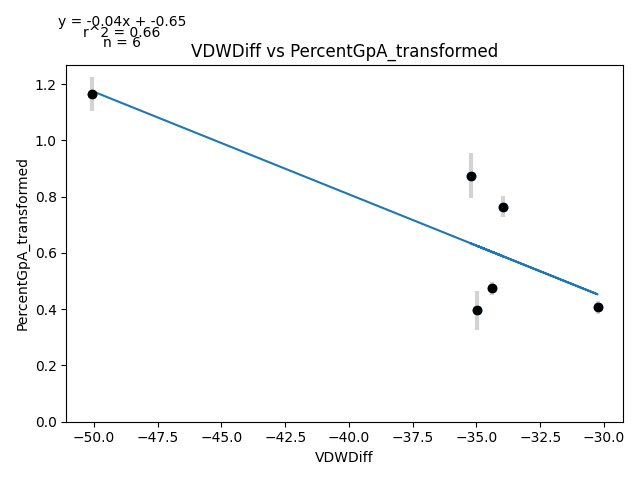 y = -0.04x + -0.65
r^2 = 0.66
n = 6
VDWDiff vs PercentGpA_transformed
1.2
1.0
0.8
0.6
0.4
0.2
0.0
PercentGpA_transformed
−50.0 −47.5 −45.0 −42.5 −40.0 −37.5 −35.0 −32.5 −30.0
VDWDiff